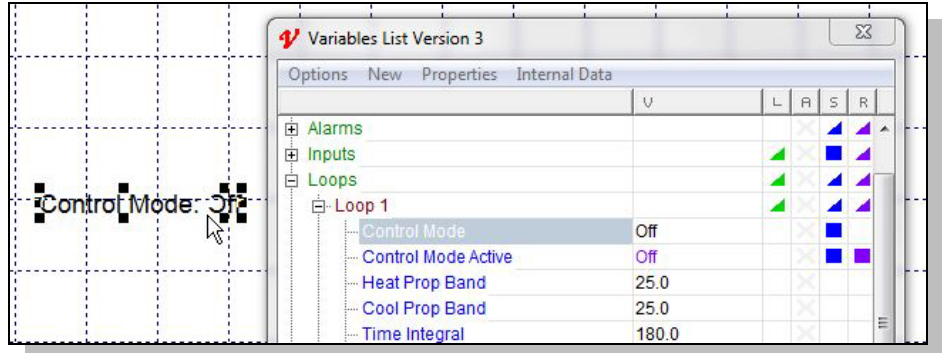 Variables List Version 3
Options New Properties Internal Data
V L A S R
Alarms
Inputs
Loops
Loop 1
Control Mode Off
Control Mode Active Off
Heat Prop Band 25.0
Cool Prop Band 25.0
Time Integral 180.0
Control Mode: Off